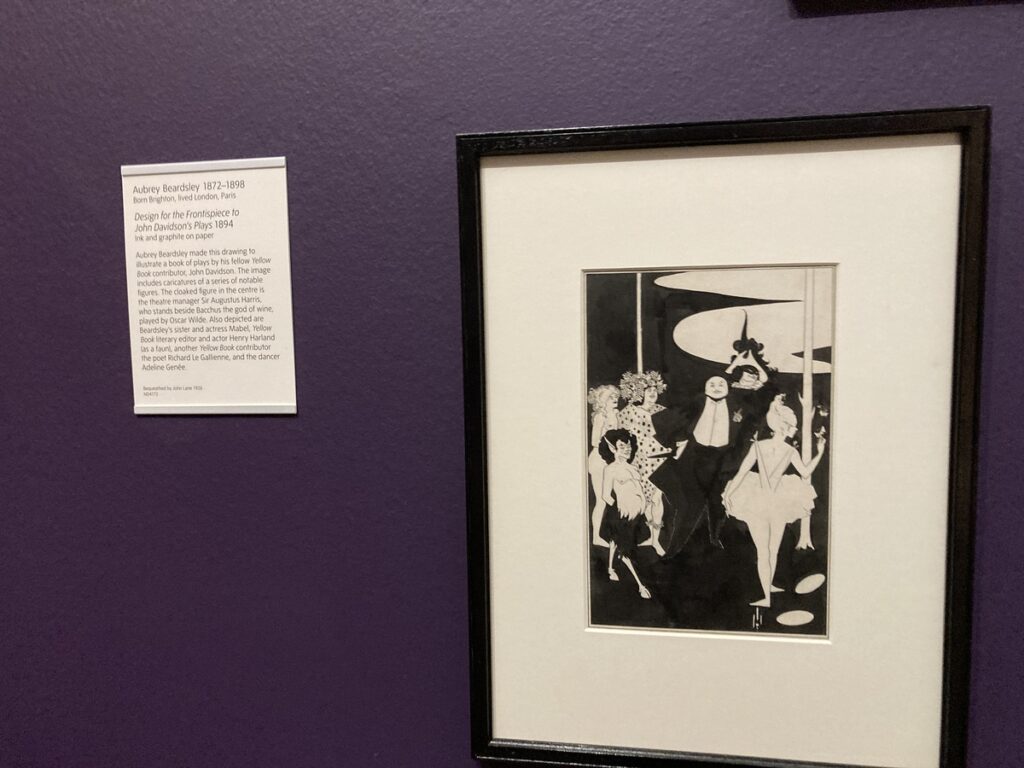 Aubrey Beardsley 1872–1898
Born Brighton, lived London, Paris
Design for the Frontispiece to
John Davidson's Plays 1894
Ink and graphite on paper
Aubrey Beardsley made this drawing to
illustrate a book of plays by his fellow Yellow
Book contributor, John Davidson. The image
includes caricatures of a series of notable
figures. The cloaked figure in the centre is
the theatre manager Sir Augustus Harris,
who stands beside Bacchus the god of wine,
played by Oscar Wilde. Also depicted are
Beardsley's sister and actress Mabel, Yellow
Book literary editor and actor Henry Harland
(as a faun), another Yellow Book contributor
the poet Richard Le Gallienne, and the dancer
Adeline Genée.
Bequeathed by John Lane 1926
N04172